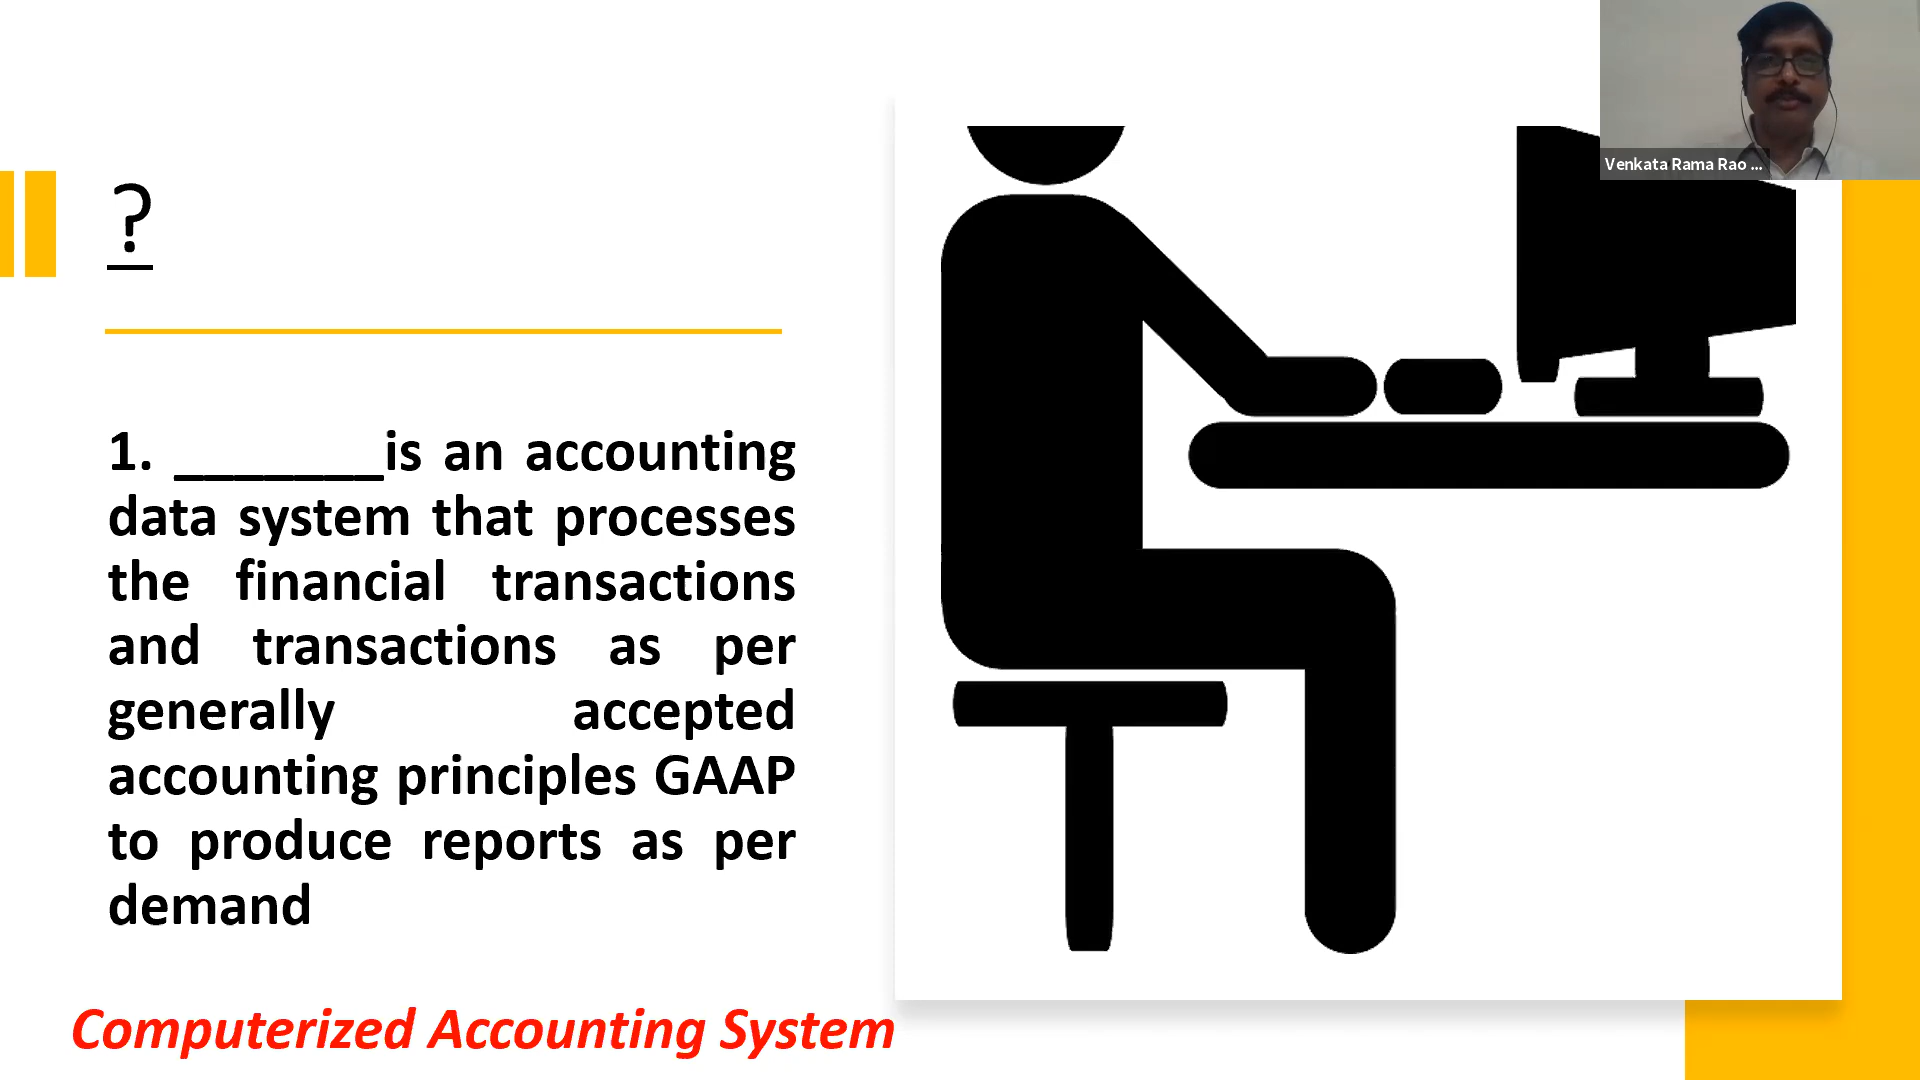 Venkata Rama Rao ...
?
1. _______is an accounting
data system that processes
the financial transactions
and transactions as per
generally accepted
accounting principles GAAP
to produce reports as per
demand
Computerized Accounting System